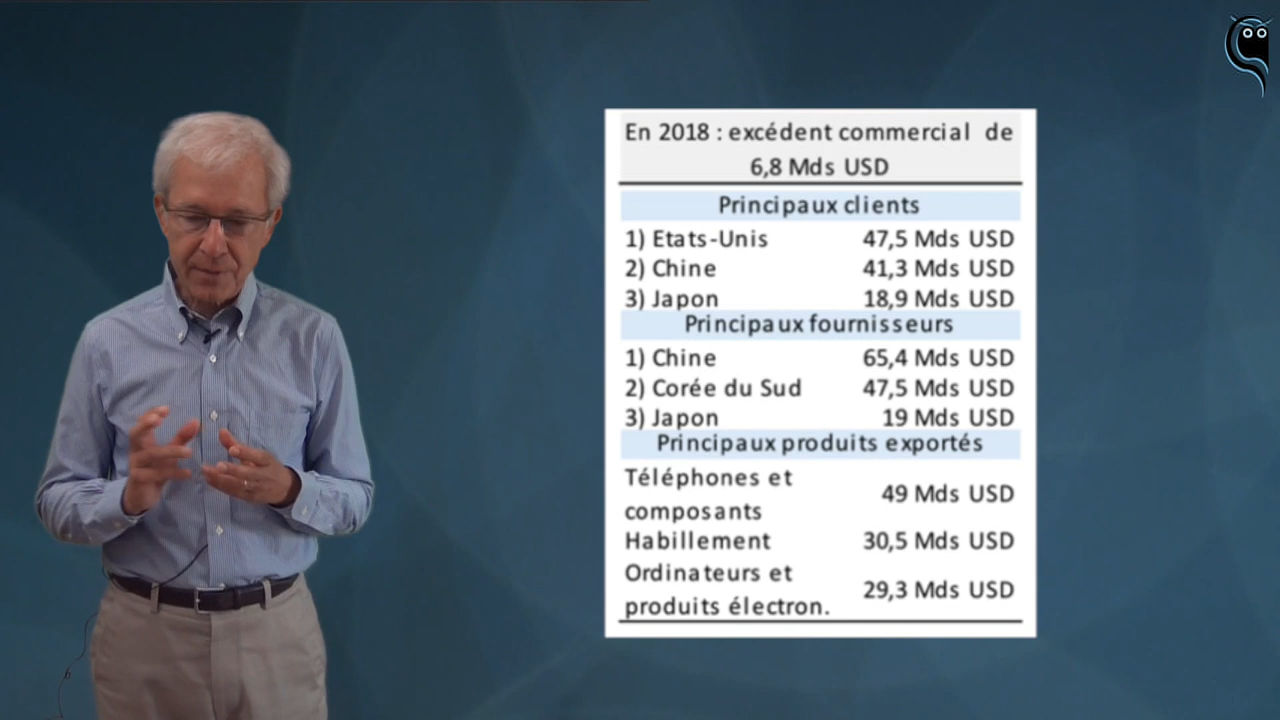 En 2018 : excédent commercial de
6,8 Mds USD
Principaux clients
1) Etats-Unis 47,5 Mds USD
2) Chine 41,3 Mds USD
3) Japon 18,9 Mds USD
Principaux fournisseurs
1) Chine 65,4 Mds USD
2) Corée du Sud 47,5 Mds USD
3) Japon 19 Mds USD
Principaux produits exportés
Téléphones et
composants 49 Mds USD
Habillement 30,5 Mds USD
Ordinateurs et
produits électron. 29,3 Mds USD